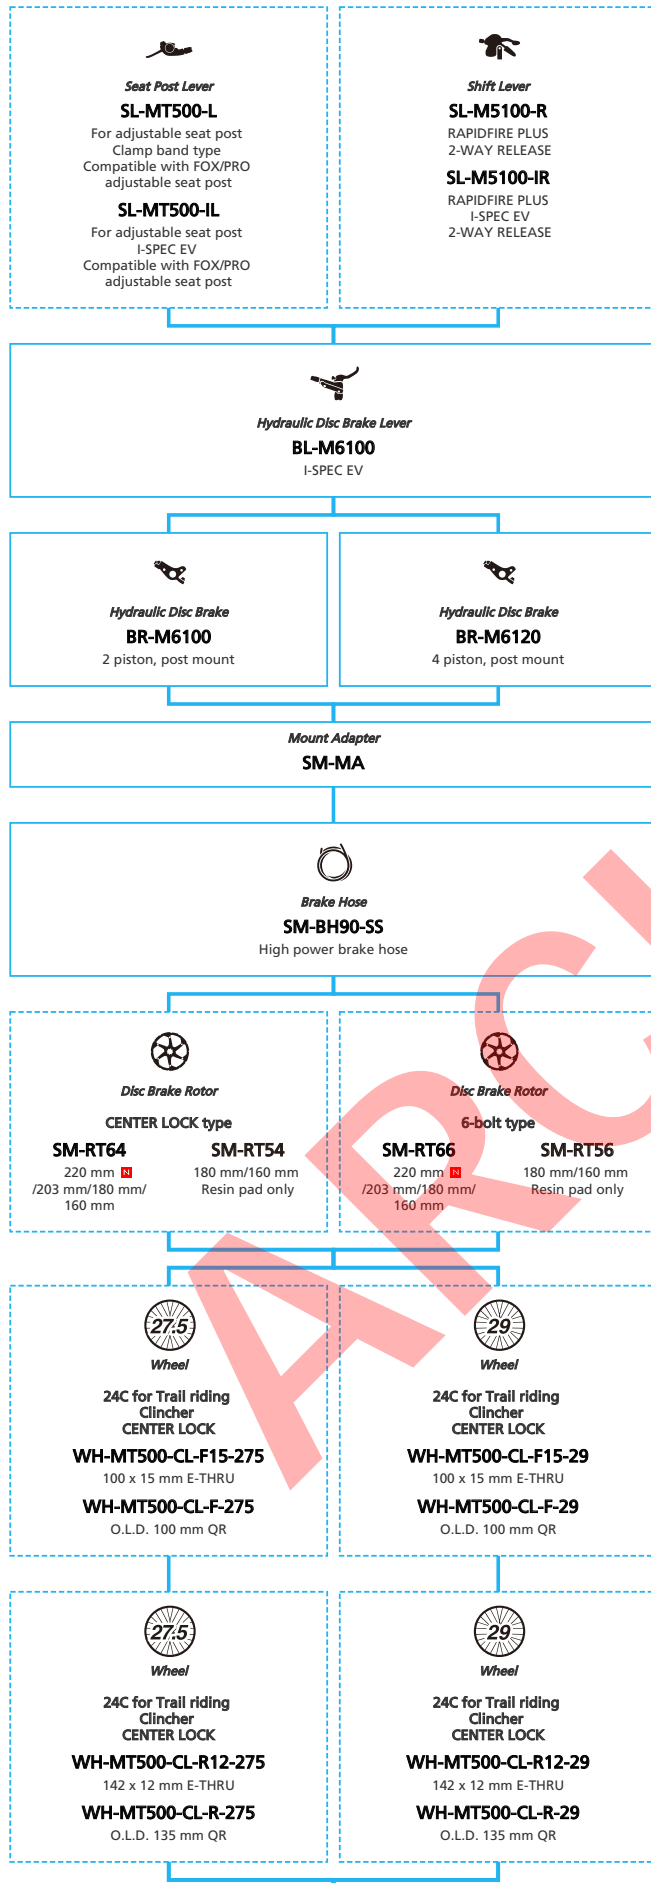 Seat Post Lever
SL-MT500-L
For adjustable seat post
Clamp band type
Compatible with FOX/PRO
adjustable seat post
SL-MT500-IL
For adjustable seat post
I-SPEC EV
Compatible with FOX/PRO
adjustable seat post
Shift Lever
SL-M5100-R
RAPIDFIRE PLUS
2-WAY RELEASE
SL-M5100-IR
RAPIDFIRE PLUS
I-SPEC EV
2-WAY RELEASE
Hydraulic Disc Brake Lever
BL-M6100
I-SPEC EV
Hydraulic Disc Brake
BR-M6100
2 piston, post mount
Hydraulic Disc Brake
BR-M6120
4 piston, post mount
Mount Adapter
SM-MA
Brake Hose
SM-BH90-SS
High power brake hose
Disc Brake Rotor
CENTER LOCK type
SM-RT64
220 mm N
/203 mm/180 mm/
160 mm
SM-RT54
180 mm/160 mm
Resin pad only
Disc Brake Rotor
6-bolt type
SM-RT66
220 mm N
/203 mm/180 mm/
160 mm
SM-RT56
180 mm/160 mm
Resin pad only
27.5
Wheel
24C for Trail riding
Clincher
CENTER LOCK
WH-MT500-CL-F15-275
100 x 15 mm E-THRU
WH-MT500-CL-F-275
O.L.D. 100 mm QR
29
Wheel
24C for Trail riding
Clincher
CENTER LOCK
WH-MT500-CL-F15-29
100 x 15 mm E-THRU
WH-MT500-CL-F-29
O.L.D. 100 mm QR
27.5
Wheel
24C for Trail riding
Clincher
CENTER LOCK
WH-MT500-CL-R12-275
142 x 12 mm E-THRU
WH-MT500-CL-R-275
O.L.D. 135 mm QR
29
Wheel
24C for Trail riding
Clincher
CENTER LOCK
WH-MT500-CL-R12-29
142 x 12 mm E-THRU
WH-MT500-CL-R-29
O.L.D. 135 mm QR